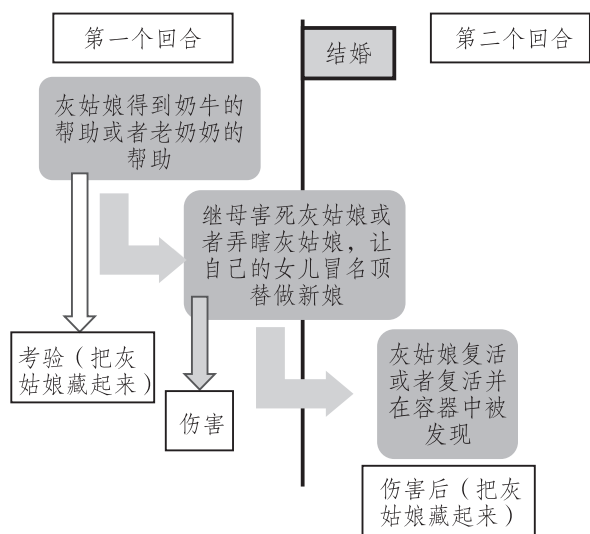 第一个回合
结婚
第二个回合
灰姑娘得到奶牛的
帮助或者老奶奶的
帮助
继母害死灰姑娘或
者弄瞎灰姑娘，让
自己的女儿冒名顶
替做新娘
考验（把灰
姑娘藏起来）
伤害
灰姑娘复活
或者复活并
在容器中被
发现
伤害后（把灰
姑娘藏起来）